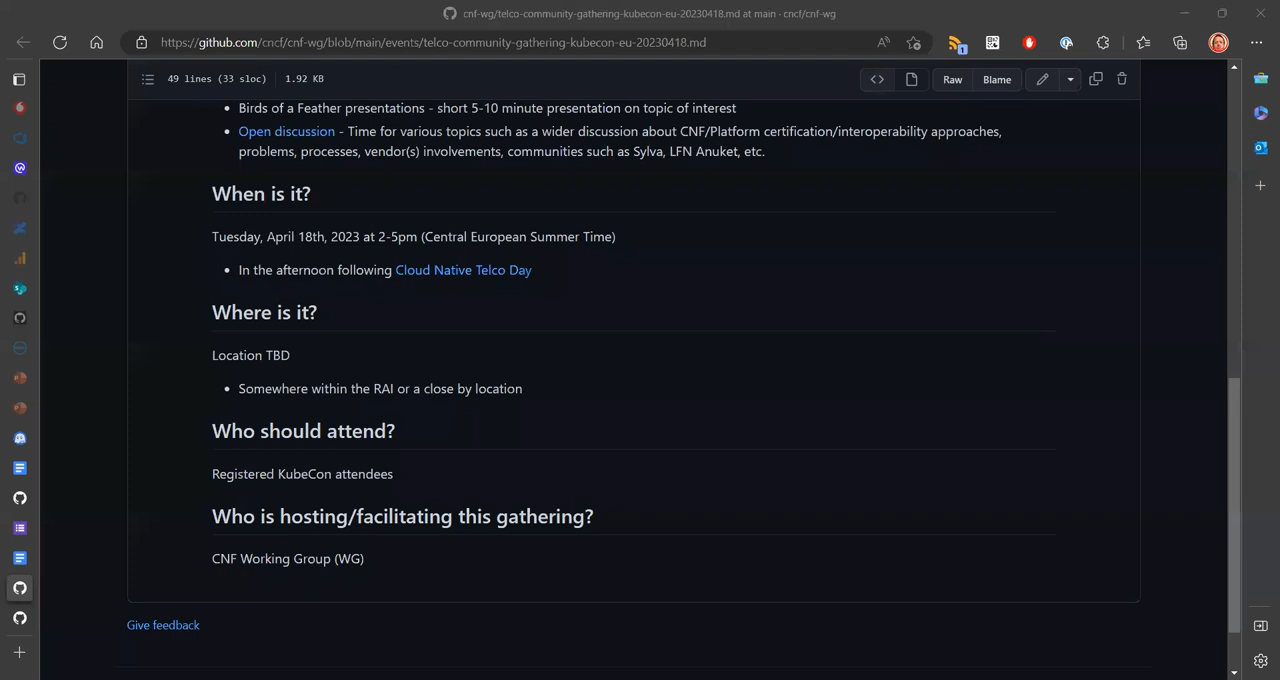 cnf-wg/telco-community-gathering-kubecon-eu-20230418.md at main · cncf/cnf-wg
https://github.com/cncf/cnf-wg/blob/main/events/telco-community-gathering-kubecon-eu-20230418.md
1
49 lines (33 sloc) 1.92 KB
Raw Blame
Birds of a Feather presentations - short 5-10 minute presentation on topic of interest
Open discussion - Time for various topics such as a wider discussion about CNF/Platform certification/interoperability approaches,
problems, processes, vendor(s) involvements, communities such as Sylva, LFN Anuket, etc.
When is it?
Tuesday, April 18th, 2023 at 2-5pm (Central European Summer Time)
In the afternoon following Cloud Native Telco Day
Where is it?
Location TBD
Somewhere within the RAI or a close by location
Who should attend?
Registered KubeCon attendees
Who is hosting/facilitating this gathering?
CNF Working Group (WG)
Give feedback